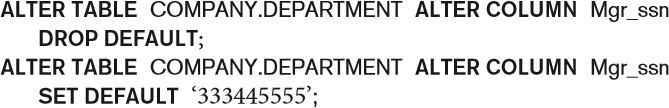 ALTER TABLE COMPANY.DEPARTMENT ALTER COLUMN Mgr_ssn
DROP DEFAULT;
ALTER TABLE COMPANY.DEPARTMENT ALTER COLUMN Mgr_ssn
SET DEFAULT ‘333445555’;